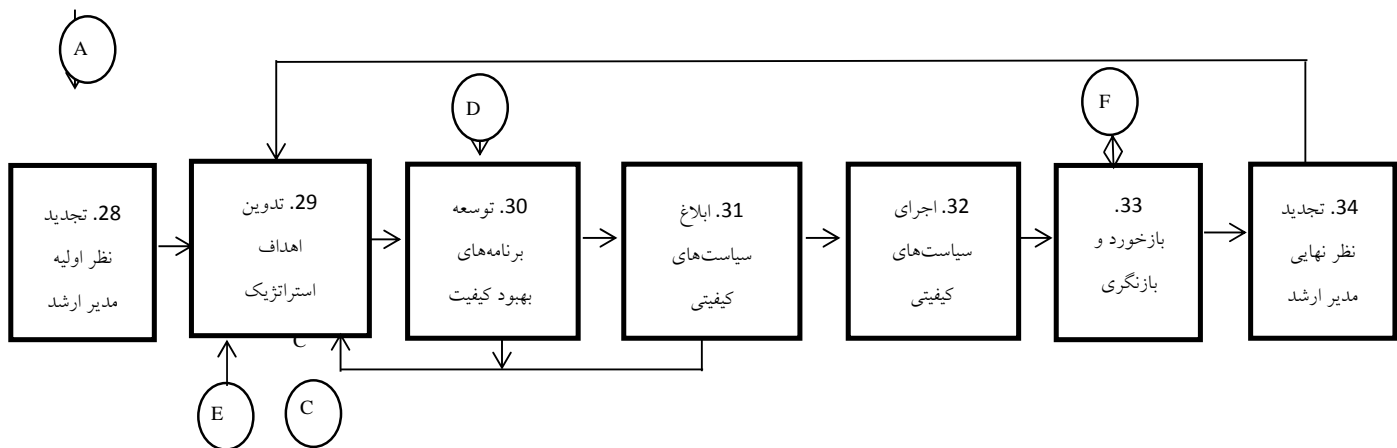 A
D
F
28. تجدید
نظر اولیه
مدیر ارشد
29. تدوین
اهداف
استراتژیک
30. توسعه
برنامه‌های
بهبود کیفیت
31. ابلاغ
سیاست‌های
کیفیتی
32. اجرای
سیاست‌های
کیفیتی
33.
بازخورد و
بازنگری
34. تجدید
نظر نهایی
مدیر ارشد
C
E
C